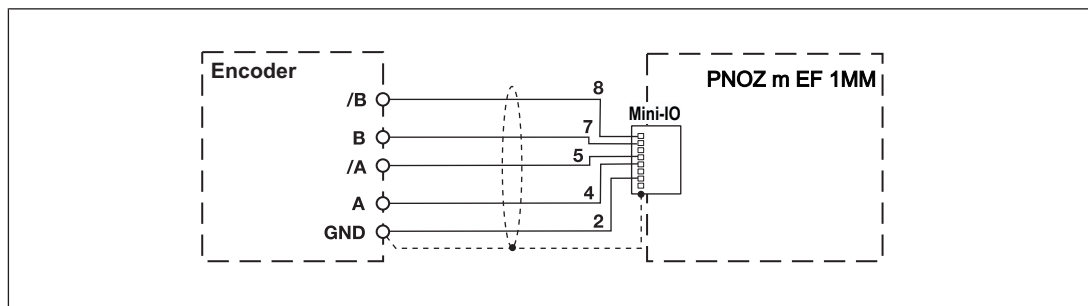 Encoder
PNOZ m EF 1MM
Mini-IO
/B
8
B
7
/A
5
A
4
GND
2